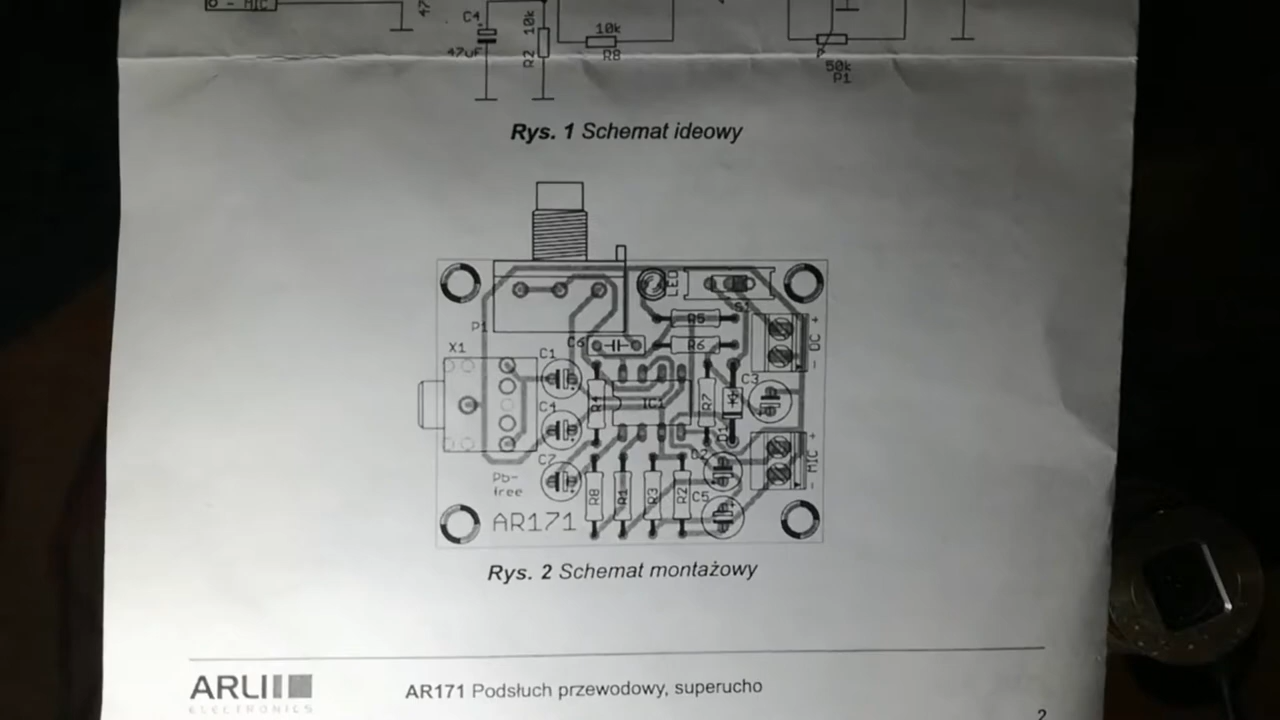 - MIC
47
C4
47uF
R2 10k
10k
R8
50k
P1
Rys. 1 Schemat ideowy
P1
LED
S1
R5
C6
R6
- DC +
X1
C1
C3
R4
IC1
R7
C4
D1
C7
C2
- MIC +
Pb-
free
R8
R1
R3
R2
C5
AR171
Rys. 2 Schemat montażowy
ARLI
ELECTRONICS
AR171 Podsłuch przewodowy, superucho
2